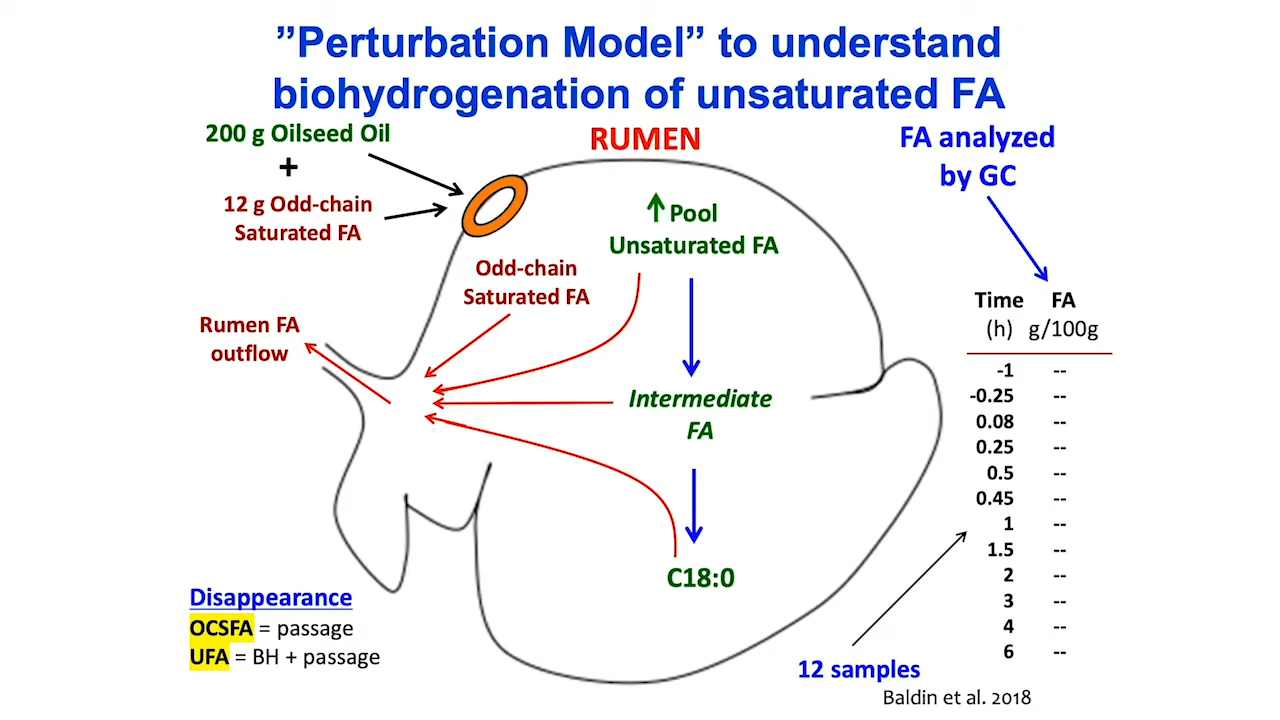 ”Perturbation Model” to understand
biohydrogenation of unsaturated FA
200 g Oilseed Oil
+
12 g Odd-chain
Saturated FA
RUMEN
Pool
Unsaturated FA
Odd-chain
Saturated FA
Rumen FA
outflow
Intermediate
FA
C18:0
Disappearance
OCSFA = passage
UFA = BH + passage
FA analyzed
by GC
Time FA
(h) g/100g
-1 --
-0.25 --
0.08 --
0.25 --
0.5 --
0.45 --
1 --
1.5 --
2 --
3 --
4 --
6 --
12 samples
Baldin et al. 2018